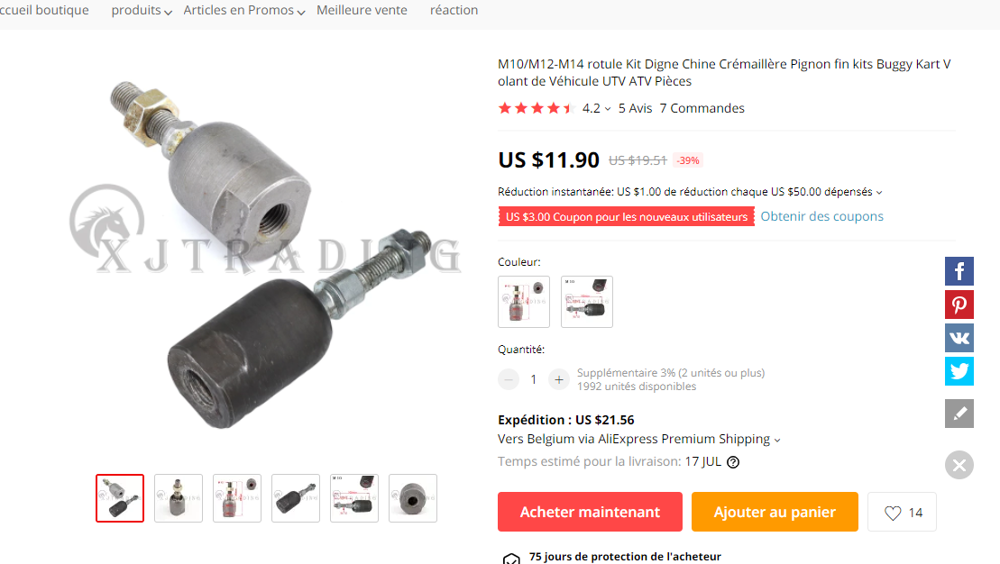 ccueil boutique produits Articles en Promos Meilleure vente réaction
M10/M12-M14 rotule Kit Digne Chine Crémaillère Pignon fin kits Buggy Kart V
olant de Véhicule UTV ATV Pièces
4.2 5 Avis 7 Commandes
US $11.90 US $19.51 -39%
Réduction instantanée: US $1.00 de réduction chaque US $50.00 dépensés
US $3.00 Coupon pour les nouveaux utilisateurs Obtenir des coupons
XJTRADING
Couleur:
Quantité:
1
Supplémentaire 3% (2 unités ou plus)
1992 unités disponibles
Expédition : US $21.56
Vers Belgium via AliExpress Premium Shipping
Temps estimé pour la livraison: 17 JUL
Acheter maintenant
Ajouter au panier
14
75 jours de protection de l'acheteur